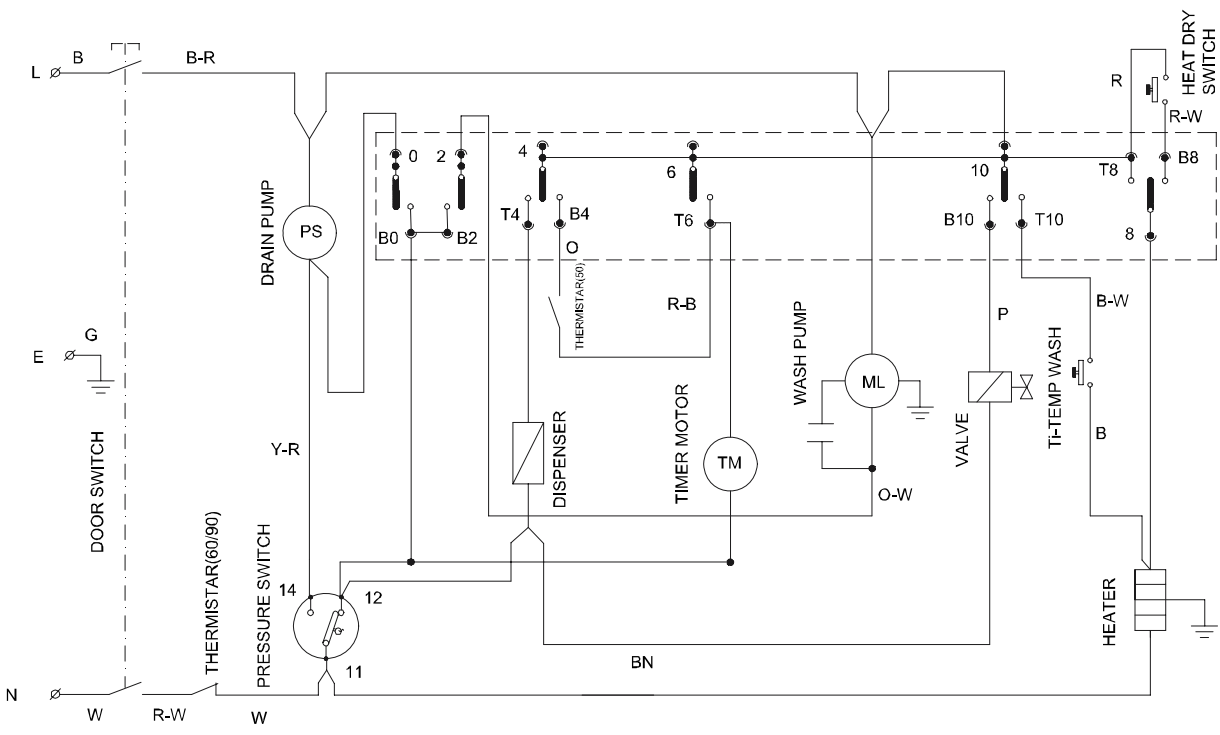 L
B
B-R
HEAT DRY
SWITCH
R
R-W
0
2
4
6
10
T8
B8
DRAIN PUMP
PS
B0
B2
T4
B4
O
T6
B10
T10
8
THERMISTAR(50)
R-B
P
B-W
E
G
WASH PUMP
ML
VALVE
Ti-TEMP WASH
B
Y-R
DISPENSER
TIMER MOTOR
TM
O-W
DOOR SWITCH
THERMISTAR(60/90)
PRESSURE SWITCH
14
12
11
BN
HEATER
N
W
R-W
W